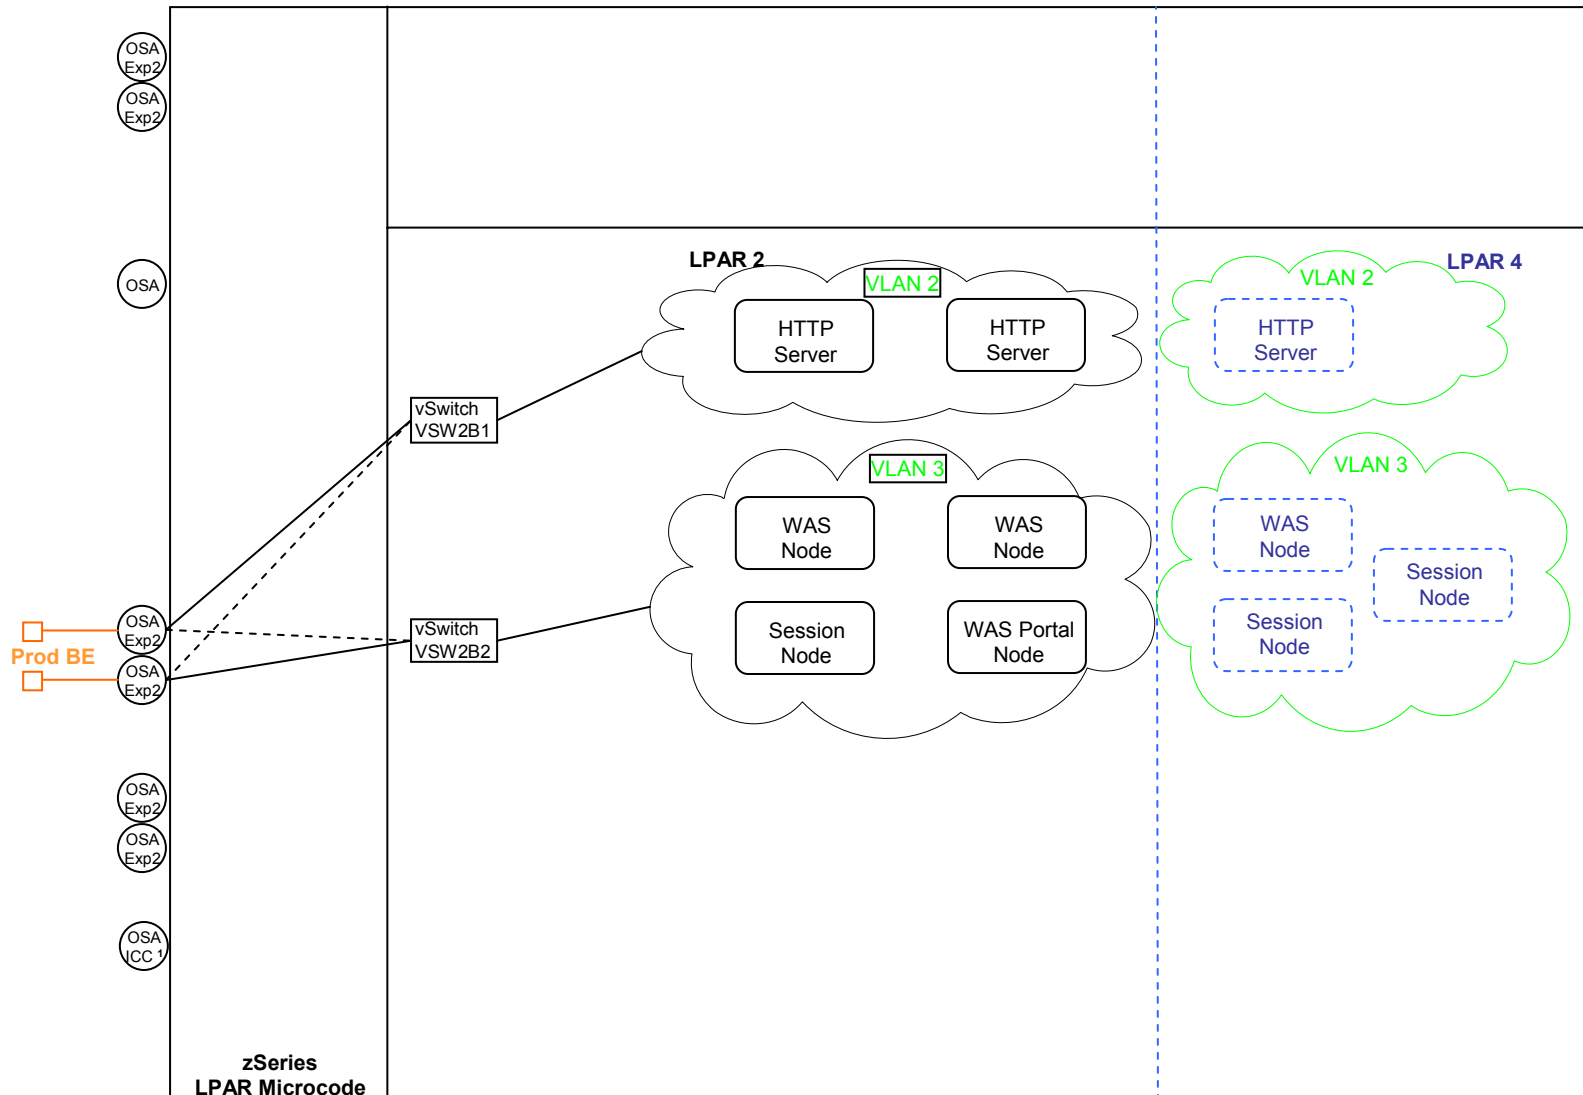 OSA
Exp2
OSA
Exp2
OSA
LPAR 2
VLAN 2
HTTP
Server
HTTP
Server
LPAR 4
VLAN 2
HTTP
Server
vSwitch
VSW2B1
VLAN 3
WAS
Node
WAS
Node
Session
Node
WAS Portal
Node
VLAN 3
WAS
Node
Session
Node
Session
Node
OSA
Exp2
Prod BE
OSA
Exp2
vSwitch
VSW2B2
OSA
Exp2
OSA
Exp2
OSA
ICC ¹
zSeries
LPAR Microcode